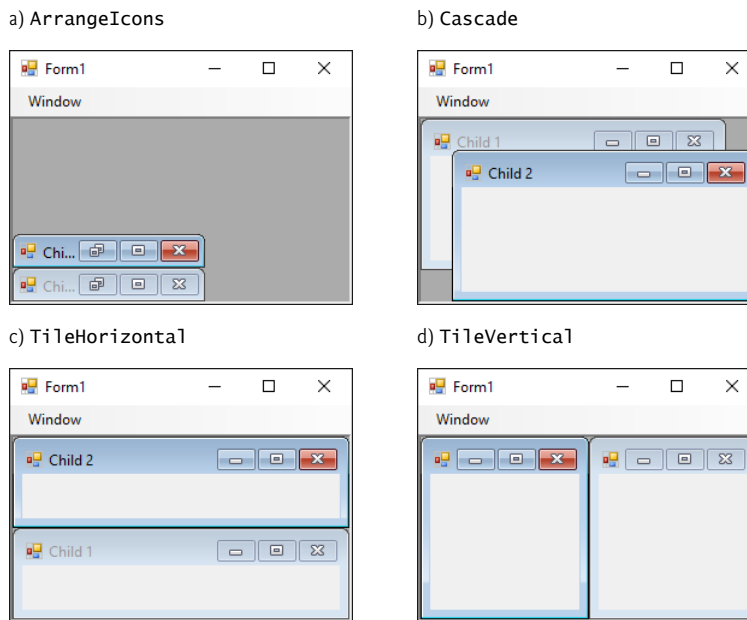 a) ArrangeIcons
Form1
Window
Chi...
Chi...
b) Cascade
Form1
Window
Child 1
Child 2
c) TileHorizontal
Form1
Window
Child 2
Child 1
d) TileVertical
Form1
Window